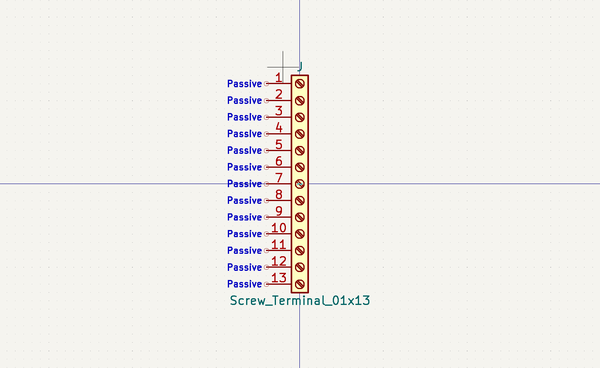 J
Passive 1
Passive 2
Passive 3
Passive 4
Passive 5
Passive 6
Passive 7
Passive 8
Passive 9
Passive 10
Passive 11
Passive 12
Passive 13
Screw_Terminal_01x13